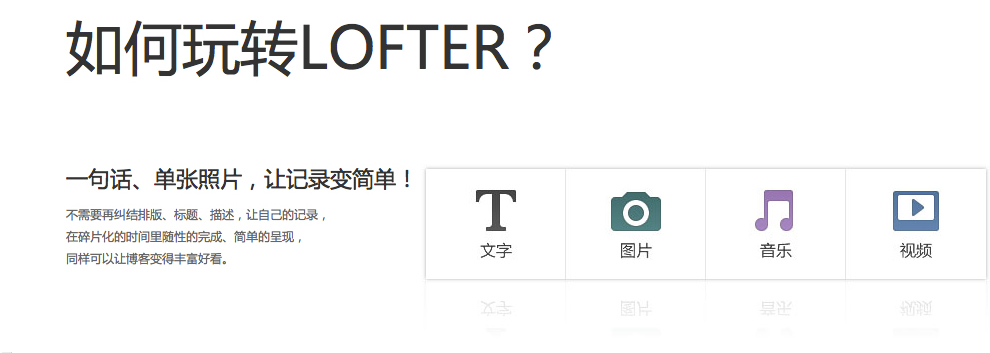 如何玩转LOFTER？
一句话、单张照片，让记录变简单！
不需要再纠结排版、标题、描述，让自己的记录，
在碎片化的时间里随性的完成、简单的呈现，
同样可以让博客变得丰富好看。
文字
图片
音乐
视频